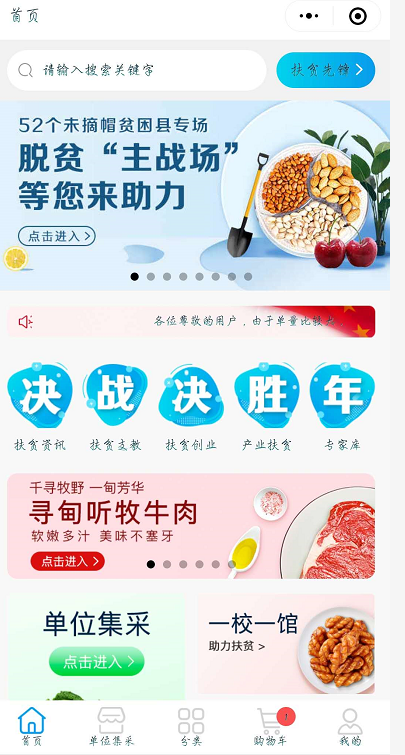 首页
请输入搜索关键字
扶贫先锋
52个未摘帽贫困县专场
脱贫“主战场”
等您来助力
点击进入>
各位尊敬的用户，由于单量比较大
决 战 决 胜 年
扶贫资讯 扶贫支教 扶贫创业 产业扶贫 专家库
千寻牧野 一甸芳华
寻甸听牧牛肉
软嫩多汁 美味不塞牙
点击进入>
单位集采
点击进入>
一校一馆
助力扶贫>
首页 单位集采 分类 购物车 我的